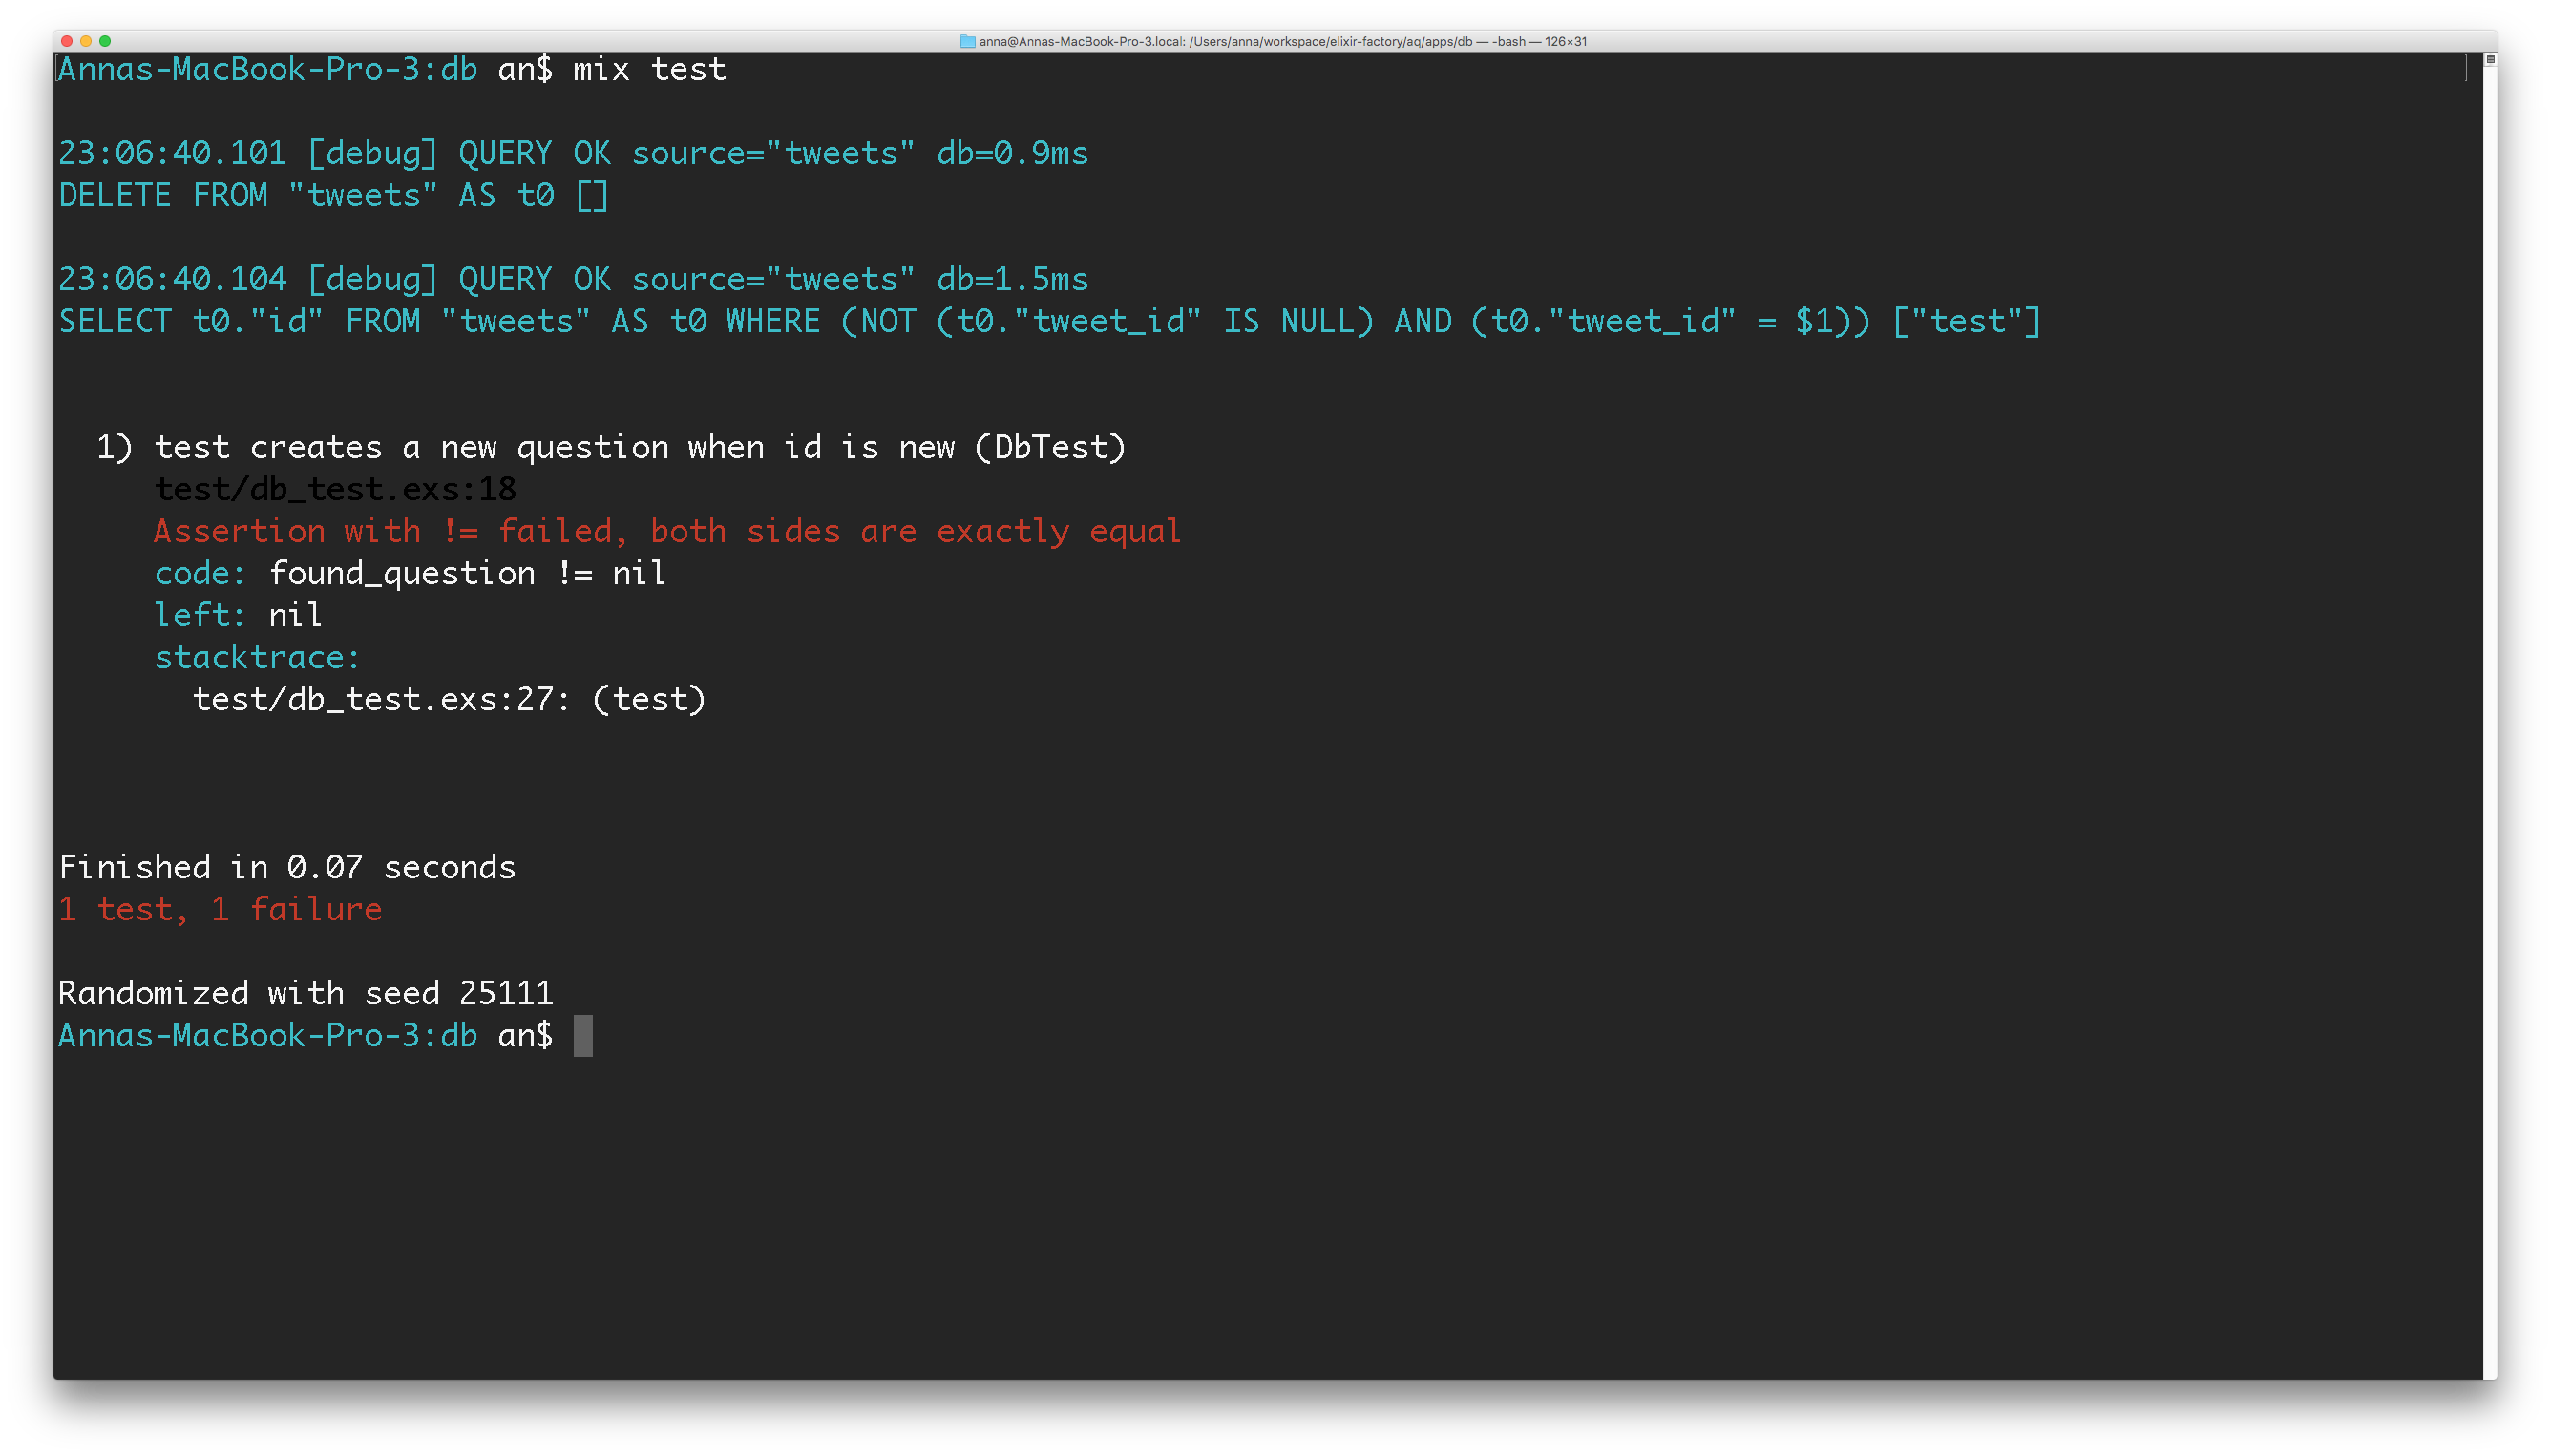 anna@Annas-MacBook-Pro-3.local: /Users/anna/workspace/elixir-factory/aq/apps/db — -bash — 126×31
Annas-MacBook-Pro-3:db an$ mix test
23:06:40.101 [debug] QUERY OK source="tweets" db=0.9ms
DELETE FROM "tweets" AS t0 []
23:06:40.104 [debug] QUERY OK source="tweets" db=1.5ms
SELECT t0."id" FROM "tweets" AS t0 WHERE (NOT (t0."tweet_id" IS NULL) AND (t0."tweet_id" = $1)) ["test"]
1) test creates a new question when id is new (DbTest)
test/db_test.exs:18
Assertion with != failed, both sides are exactly equal
code: found_question != nil
left: nil
stacktrace:
test/db_test.exs:27: (test)
Finished in 0.07 seconds
1 test, 1 failure
Randomized with seed 25111
Annas-MacBook-Pro-3:db an$